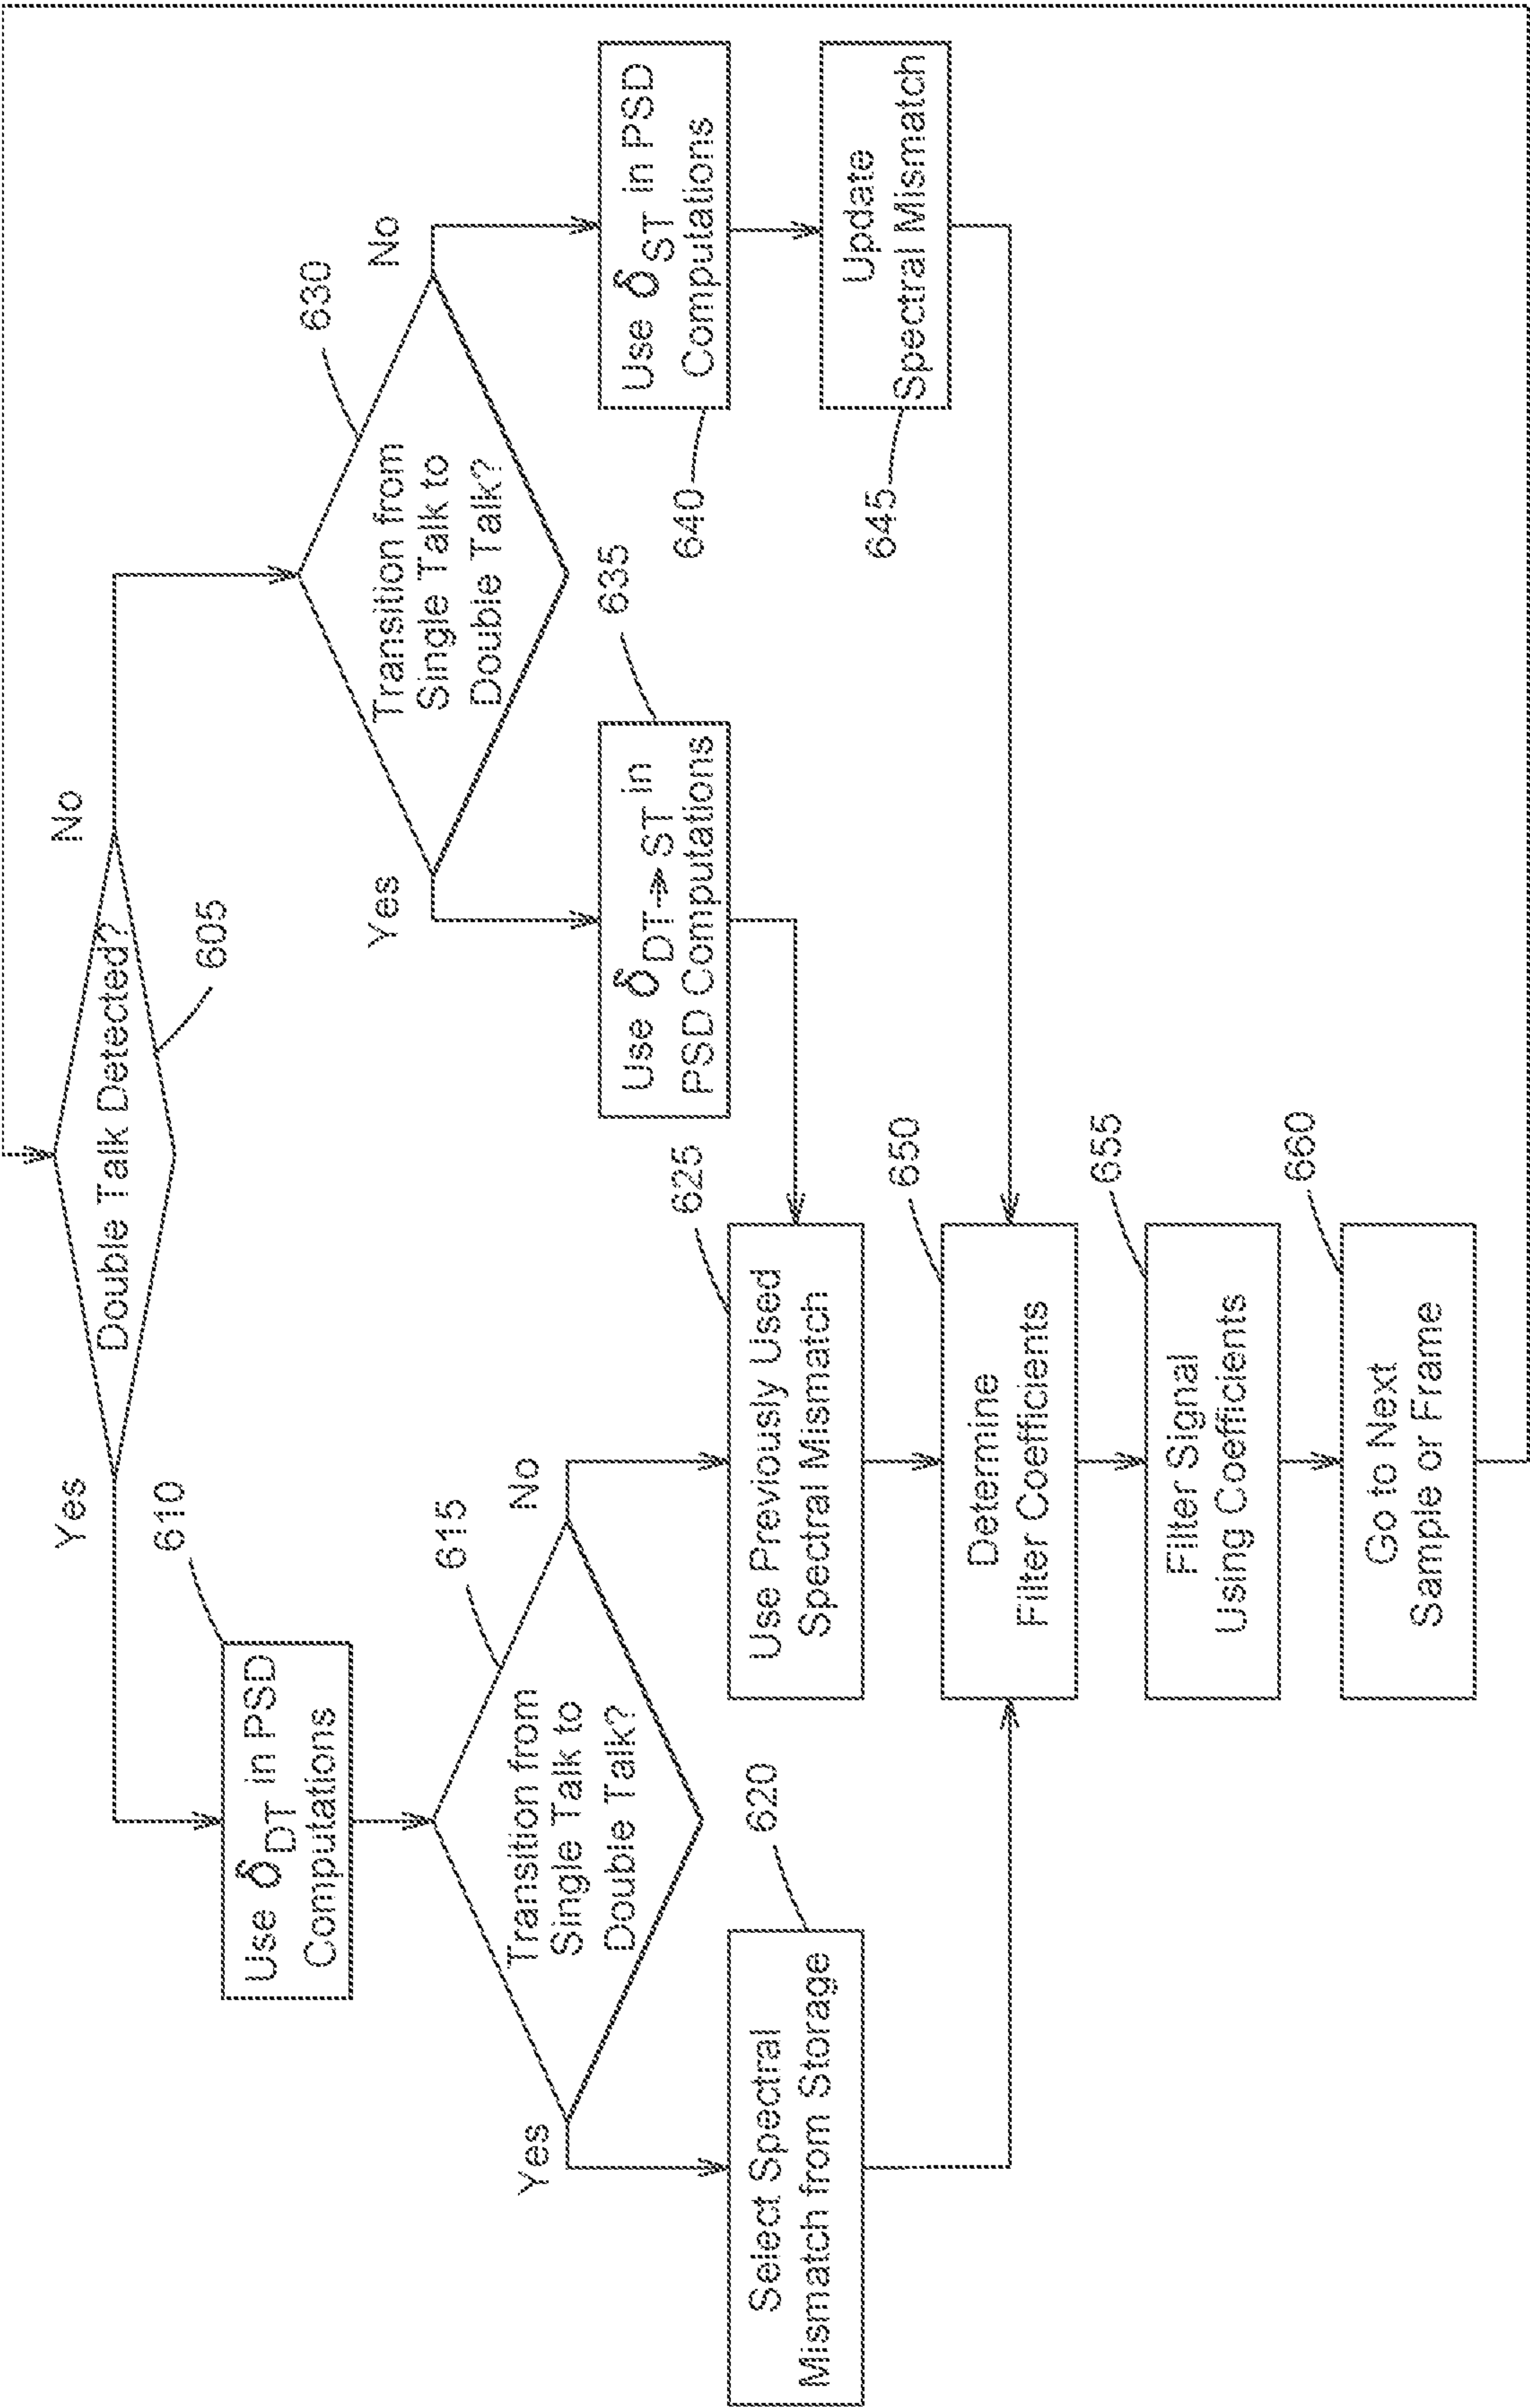 Double Talk Detected?
605
Yes
No
610
Use δDT in PSD
Computations
615
Transition from
Single Talk to
Double Talk?
Yes
No
620
Select Spectral
Mismatch from Storage
625
Use Previously Used
Spectral Mismatch
630
Transition from
Single Talk to
Double Talk?
Yes
No
635
Use δDT→ST in
PSD Computations
640
Use δST in PSD
Computations
645
Update
Spectral Mismatch
650
Determine
Filter Coefficients
655
Filter Signal
Using Coefficients
660
Go to Next
Sample or Frame